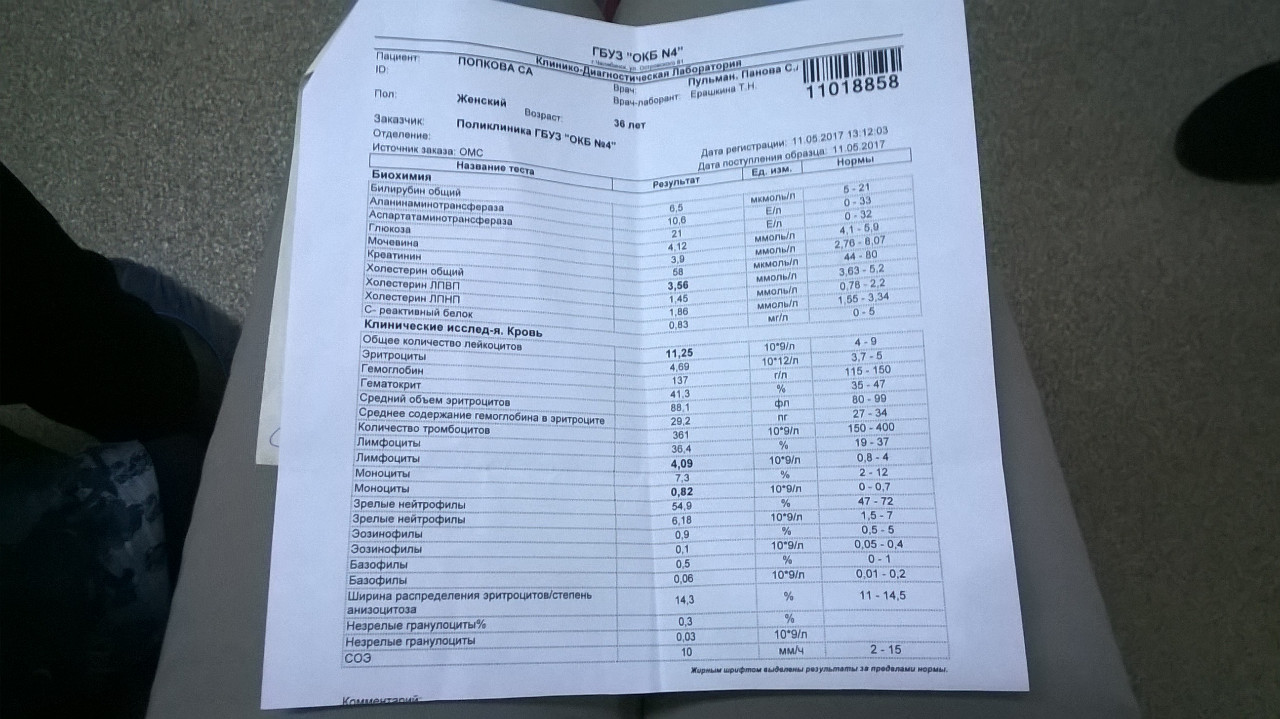 ГБУЗ "ОКБ N4"
Клинико-Диагностическая Лаборатория
Пациент: ПОПКОВА СА Врач: Пульман. Панова С.
ID: Врач-лаборант: Ерашкина Т.Н.
11018858
Пол: Женский Возраст: 36 лет
Заказчик: Поликлиника ГБУЗ "ОКБ №4"
Отделение: Дата регистрации: 11.05.2017 13:12:03
Источник заказа: ОМС Дата поступления образца: 11.05.2017
Название теста Результат Ед. изм. Нормы
Биохимия
Билирубин общий 6,5 мкмоль/л 5 - 21
Аланинаминотрансфераза 10,6 Е/л 0 - 33
Аспартатаминотрансфераза 21 Е/л 0 - 32
Глюкоза 4,12 ммоль/л 4,1 - 5,9
Мочевина 3,9 ммоль/л 2,76 - 8,07
Креатинин 58 мкмоль/л 44 - 80
Холестерин общий 3,56 ммоль/л 3,63 - 5,2
Холестерин ЛПВП 1,45 ммоль/л 0,78 - 2,2
Холестерин ЛПНП 1,86 ммоль/л 1,55 - 3,34
С- реактивный белок 0,83 мг/л 0 - 5
Клинические исслед-я. Кровь
Общее количество лейкоцитов 11,25 10*9/л 4 - 9
Эритроциты 4,69 10*12/л 3,7 - 5
Гемоглобин 137 г/л 115 - 150
Гематокрит 41,3 % 35 - 47
Средний объем эритроцитов 88,1 фл 80 - 99
Среднее содержание гемоглобина в эритроците 29,2 пг 27 - 34
Количество тромбоцитов 361 10*9/л 150 - 400
Лимфоциты 36,4 % 19 - 37
Лимфоциты 4,09 10*9/л 0,8 - 4
Моноциты 7,3 % 2 - 12
Моноциты 0,82 10*9/л 0 - 0,7
Зрелые нейтрофилы 54,9 % 47 - 72
Зрелые нейтрофилы 6,18 10*9/л 1,5 - 7
Эозинофилы 0,9 % 0,5 - 5
Эозинофилы 0,1 10*9/л 0,05 - 0,4
Базофилы 0,5 % 0 - 1
Базофилы 0,06 10*9/л 0,01 - 0,2
Ширина распределения эритроцитов/степень
анизоцитоза 14,3 % 11 - 14,5
Незрелые гранулоциты% 0,3 %
Незрелые гранулоциты 0,03 10*9/л
СОЭ 10 мм/ч 2 - 15
Жирным шрифтом выделены результаты за пределами нормы.
Комментарий: